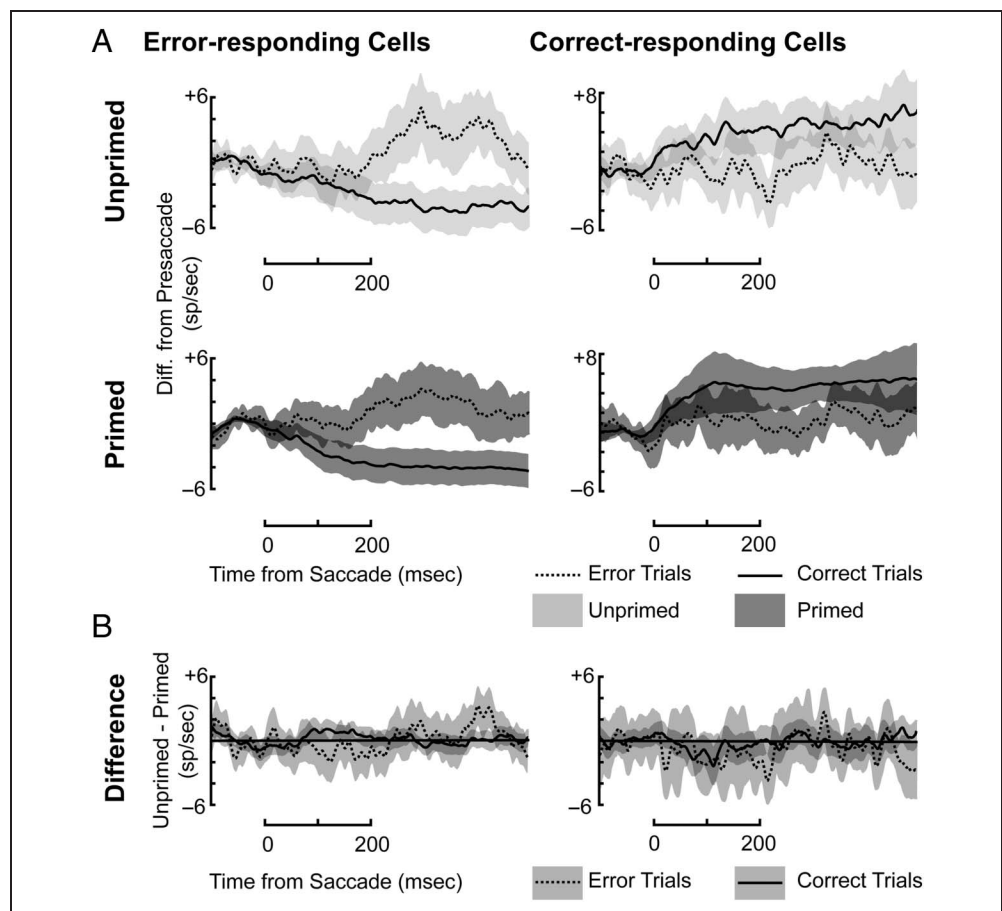 A
Error-responding Cells
Correct-responding Cells
Unprimed
+6
−6
+8
−6
0 200
0 200
Diff. from Presaccade
(sp/sec)
Primed
+6
−6
+8
−6
0 200
0 200
Time from Saccade (msec)
Error Trials
Correct Trials
Unprimed
Primed
B
Difference
Unprimed - Primed
(sp/sec)
+6
−6
+6
−6
0 200
0 200
Time from Saccade (msec)
Error Trials
Correct Trials